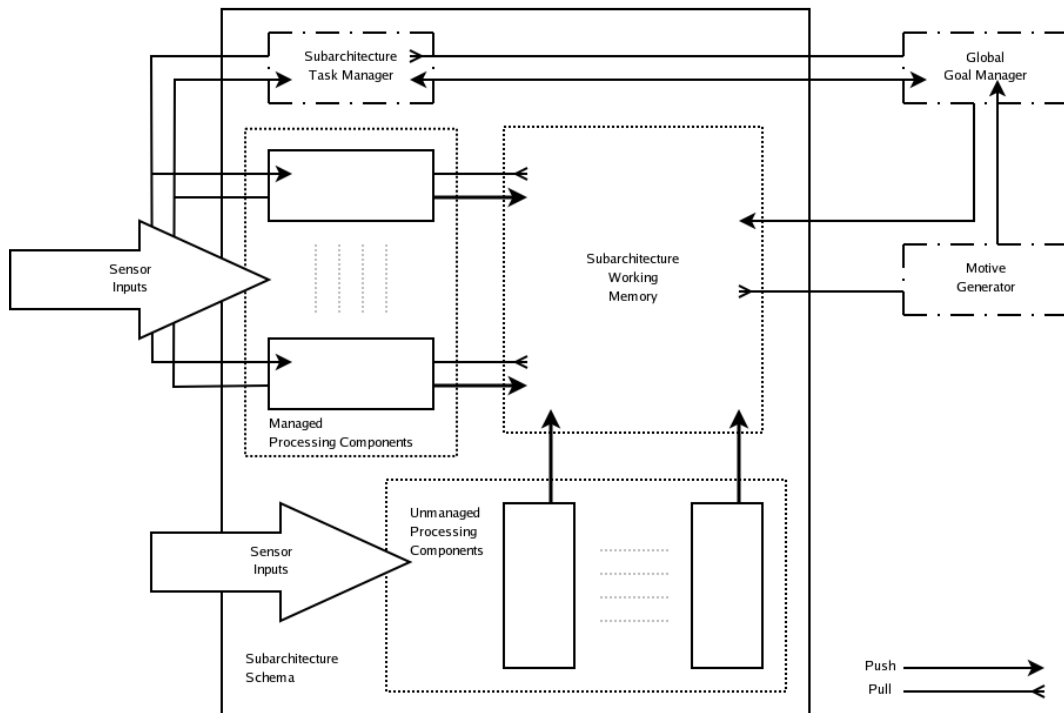 Subarchitecture
Task Manager
Global
Goal Manager
Sensor
Inputs
Subarchitecture
Working
Memory
Motive
Generator
Managed
Processing Components
Unmanaged
Processing
Components
Sensor
Inputs
Subarchitecture
Schema
Push
Pull